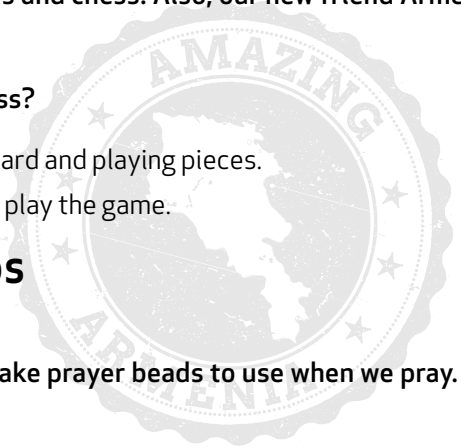 s and chess. Also, our new friend Arme
ss?
ard and playing pieces.
play the game.
os
ake prayer beads to use when we pray.
AMAZING
ARMENIA